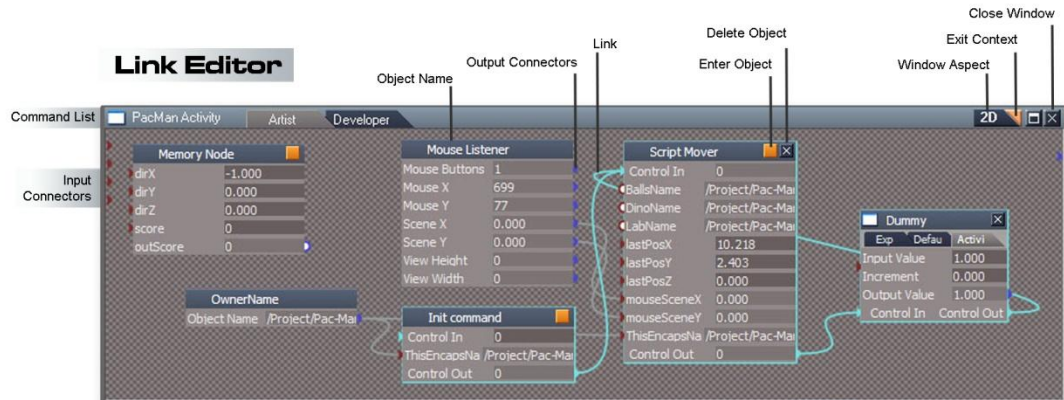 Close Window
Delete Object
Exit Context
Link
Link Editor
Output Connectors
Enter Object
Window Aspect
Object Name
Command List
PacMan Activity
Artist
Developer
2D
Input
Connectors
Memory Node
dirX -1.000
dirY 0.000
dirZ 0.000
score 0
outScore 0
Mouse Listener
Mouse Buttons 1
Mouse X 699
Mouse Y 77
Scene X 0.000
Scene Y 0.000
View Height 0
View Width 0
Script Mover
Control In 0
BallsName /Project/Pac-Mar
DinoName /Project/Pac-Mar
LabName /Project/Pac-Mar
lastPosX 10.218
lastPosY 2.403
lastPosZ 0.000
mouseSceneX 0.000
mouseSceneY 0.000
ThisEncapsNa /Project/Pac-Mar
Control Out 0
Dummy
Exp Defau Activi
Input Value 1.000
Increment 0.000
Output Value 1.000
Control In Control Out
OwnerName
Object Name /Project/Pac-Mar
Init command
Control In 0
ThisEncapsNa /Project/Pac-Mar
Control Out 0